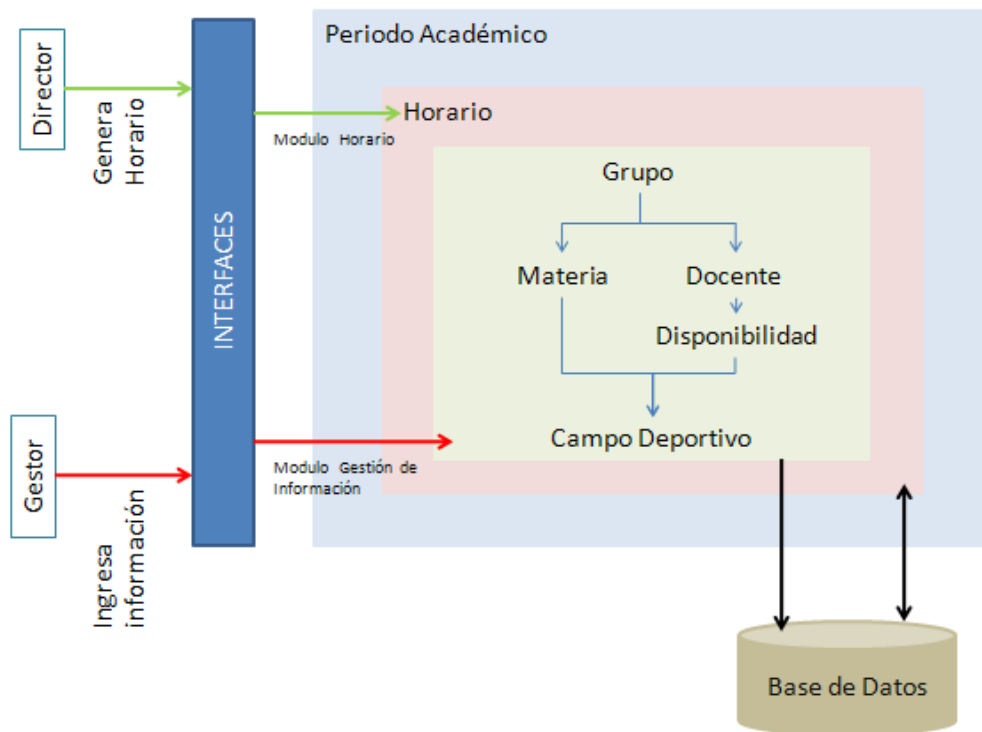 Director
Genera
Horario
INTERFACES
Gestor
Ingresa
información
Periodo Académico
Horario
Modulo Horario
Grupo
Materia
Docente
Disponibilidad
Campo Deportivo
Modulo Gestión de
Información
Base de Datos